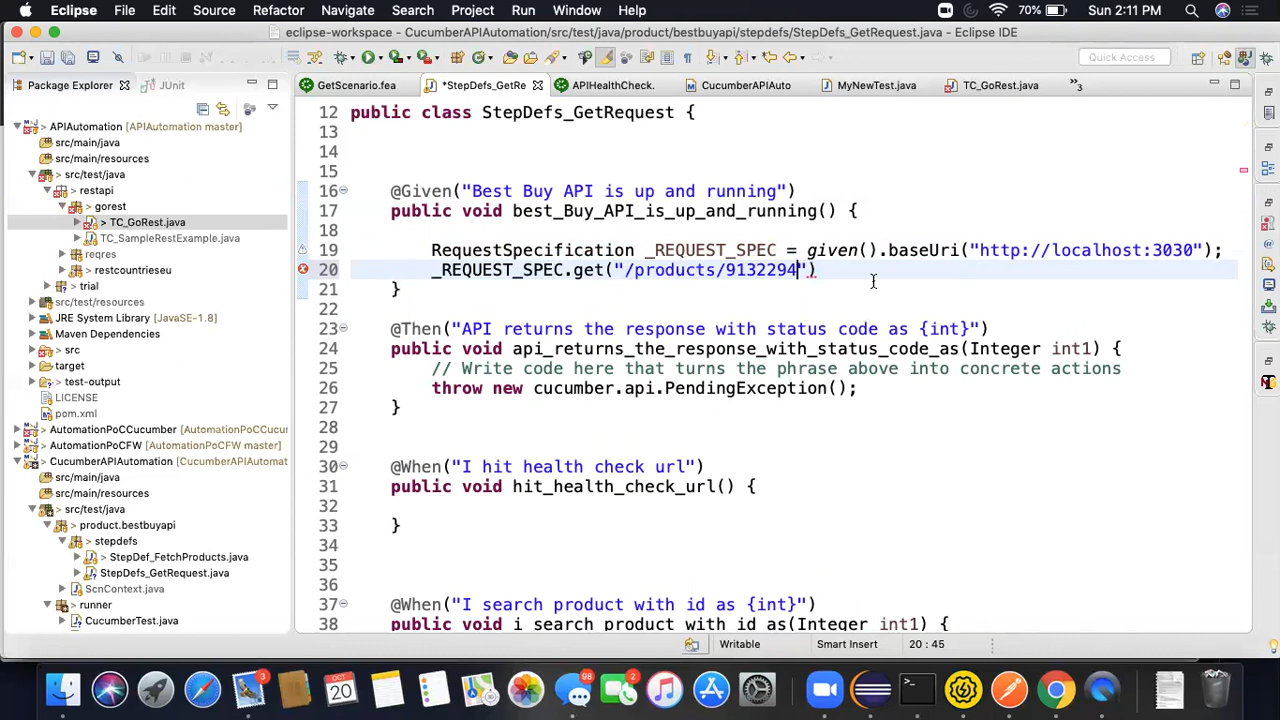 Eclipse File Edit Source Refactor Navigate Search Project Run Window Help 70% Sun 2:11 PM
eclipse-workspace - CucumberAPIAutomation/src/test/java/product/bestbuyapi/stepdefs/StepDefs_GetRequest.java - Eclipse IDE
Quick Access
Package Explorer JUnit
GetScenario.fea *StepDefs_GetRe APIHealthCheck. CucumberAPIAuto MyNewTest.java TC_GoRest.java »3
APIAutomation [APIAutomation master]
src/main/java
src/main/resources
> src/test/java
> restapi
> gorest
> TC_GoRest.java
TC_SampleRestExample.java
reqres
> restcountrieseu
> trial
JRE System Library [JavaSE-1.8]
Maven Dependencies
> src
target
> test-output
LICENSE
pom.xml
AutomationPoCCucumber [AutomationPoCCucu
AutomationPoCFW [AutomationPoCFW master]
CucumberAPIAutomation [CucumberAPIAutomat
src/main/java
src/main/resources
> src/test/java
> product.bestbuyapi
> stepdefs
> StepDef_FetchProducts.java
StepDefs_GetRequest.java
ScnContext.java
> runner
CucumberTest.java
12 public class StepDefs_GetRequest {
13
14
15
16 @Given("Best Buy API is up and running")
17 public void best_Buy_API_is_up_and_running() {
18
19 RequestSpecification _REQUEST_SPEC = given().baseUri("http://localhost:3030");
20 _REQUEST_SPEC.get("/products/9132294")
21 }
22
23 @Then("API returns the response with status code as {int}")
24 public void api_returns_the_response_with_status_code_as(Integer int1) {
25 // Write code here that turns the phrase above into concrete actions
26 throw new cucumber.api.PendingException();
27 }
28
29
30 @When("I hit health check url")
31 public void hit_health_check_url() {
32
33 }
34
35
36
37 @When("I search product with id as {int}")
38 public void i_search_product_with_id_as(Integer int1) {
Writable Smart Insert 20 : 45
3 OCT 20 98 2